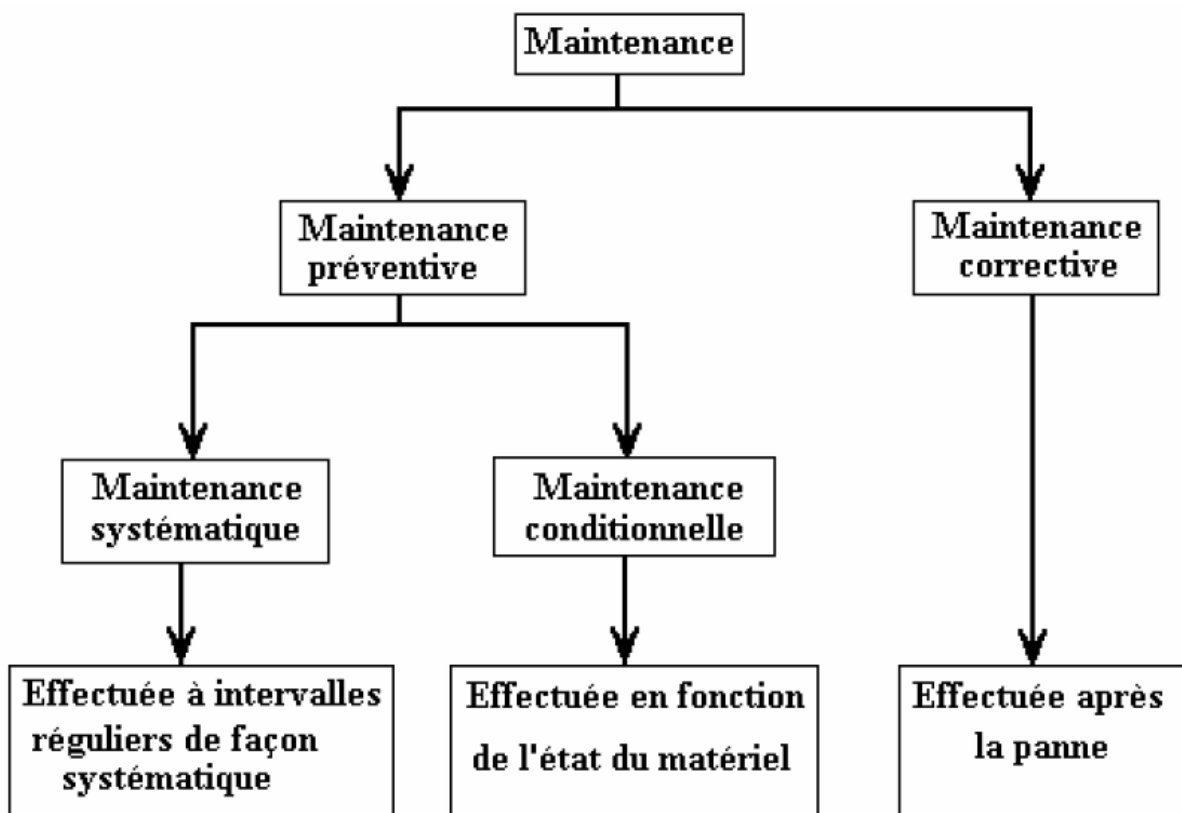 Maintenance
Maintenance
préventive
Maintenance
corrective
Maintenance
systématique
Maintenance
conditionnelle
Effectuée à intervalles
réguliers de façon
systématique
Effectuée en fonction
de l'état du matériel
Effectuée après
la panne